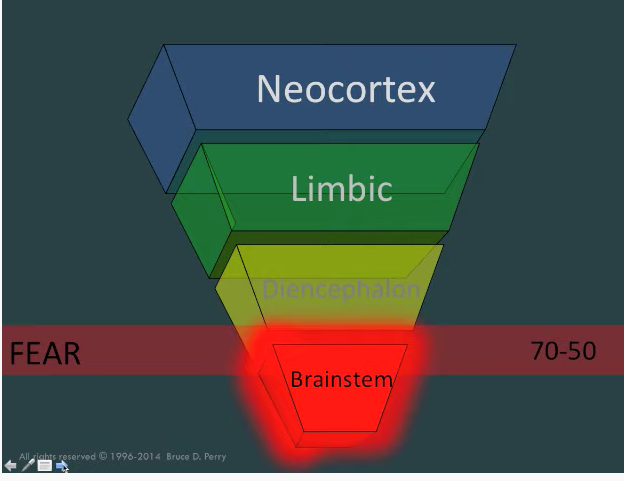 Neocortex
Limbic
Diencephalon
FEAR
70-50
Brainstem
All rights reserved © 1996-2014 Bruce D. Perry